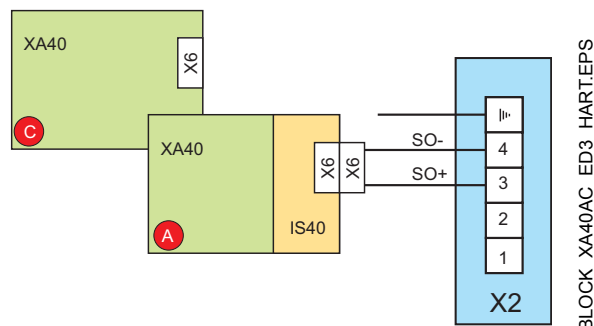 XA40
X6
C
XA40
X6
X6
IS40
A
SO-
SO+
4
3
2
1
X2
BLOCK XA40AC ED3 HART.EPS